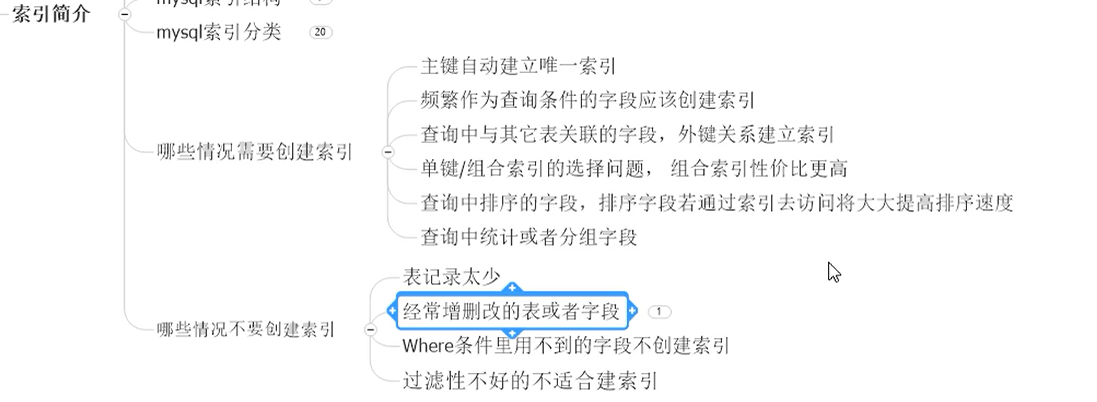 索引简介
mysql索引结构
mysql索引分类 20
哪些情况需要创建索引
主键自动建立唯一索引
频繁作为查询条件的字段应该创建索引
查询中与其它表关联的字段，外键关系建立索引
单键/组合索引的选择问题， 组合索引性价比更高
查询中排序的字段，排序字段若通过索引去访问将大大提高排序速度
查询中统计或者分组字段
哪些情况不要创建索引
表记录太少
经常增删改的表或者字段 1
Where条件里用不到的字段不创建索引
过滤性不好的不适合建索引